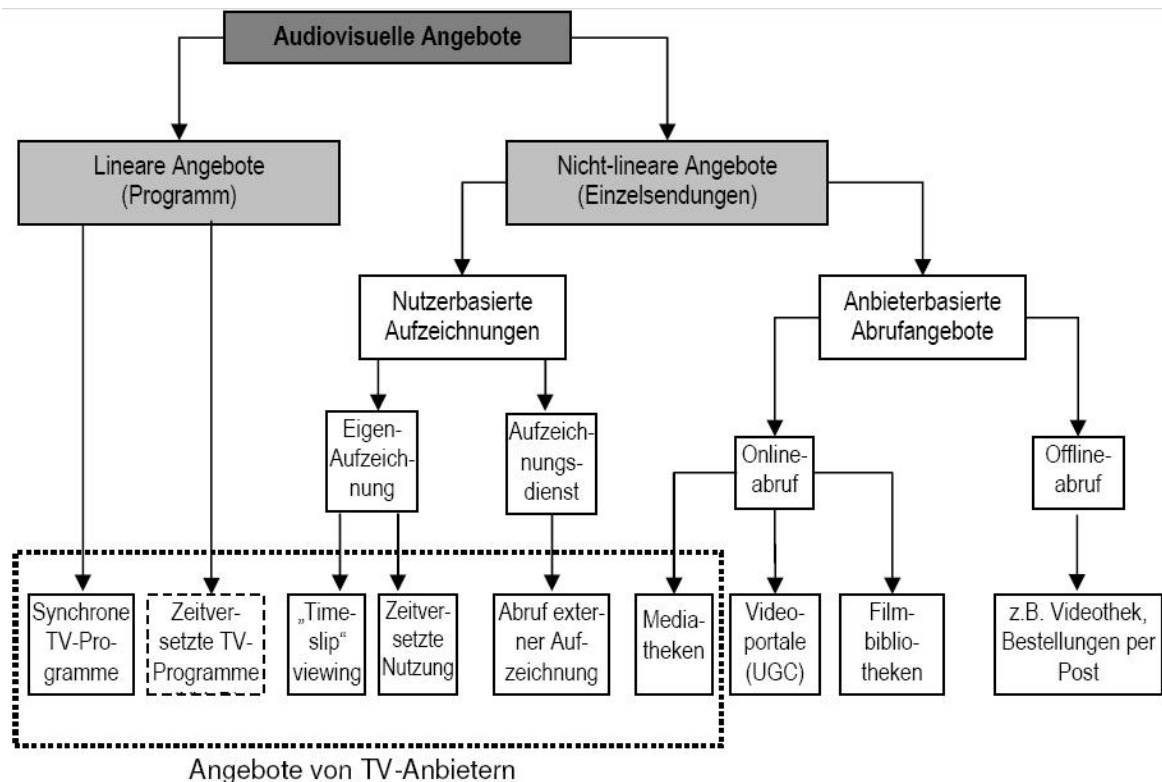 Audiovisuelle Angebote
Lineare Angebote
(Programm)
Nicht-lineare Angebote
(Einzelsendungen)
Nutzerbasierte
Aufzeichnungen
Anbieterbasierte
Abrufangebote
Eigen-
Aufzeich-
nung
Aufzeich-
nungs-
dienst
Online-
abruf
Offline-
abruf
Synchrone
TV-Pro-
gramme
Zeitver-
setzte TV-
Programme
„Time-
slip“
viewing
Zeitver-
setzte
Nutzung
Abruf exter-
ner Auf-
zeichnung
Media-
theken
Video-
portale
(UGC)
Film-
biblio-
theken
z.B. Videothek,
Bestellungen per
Post
Angebote von TV-Anbietern